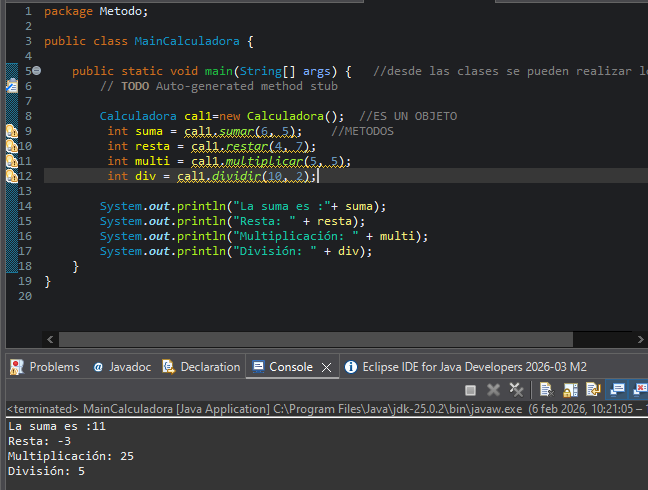 1 package Metodo;
2
3 public class MainCalculadora {
4
5 public static void main(String[] args) { //desde las clases se pueden realizar
6 // TODO Auto-generated method stub
7
8 Calculadora cal1=new Calculadora(); //ES UN OBJETO
9 int suma = cal1.sumar(6, 5); //METODOS
10 int resta = cal1.restar(4, 7);
11 int multi = cal1.multiplicar(5, 5);
12 int div = cal1.dividir(10, 2);
13
14 System.out.println("La suma es :"+ suma);
15 System.out.println("Resta: " + resta);
16 System.out.println("Multiplicación: " + multi);
17 System.out.println("División: " + div);
18 }
19 }
20
Problems @ Javadoc Declaration Console Eclipse IDE for Java Developers 2026-03 M2
<terminated> MainCalculadora [Java Application] C:\Program Files\Java\jdk-25.0.2\bin\javaw.exe (6 feb 2026, 10:21:05 –
La suma es :11
Resta: -3
Multiplicación: 25
División: 5